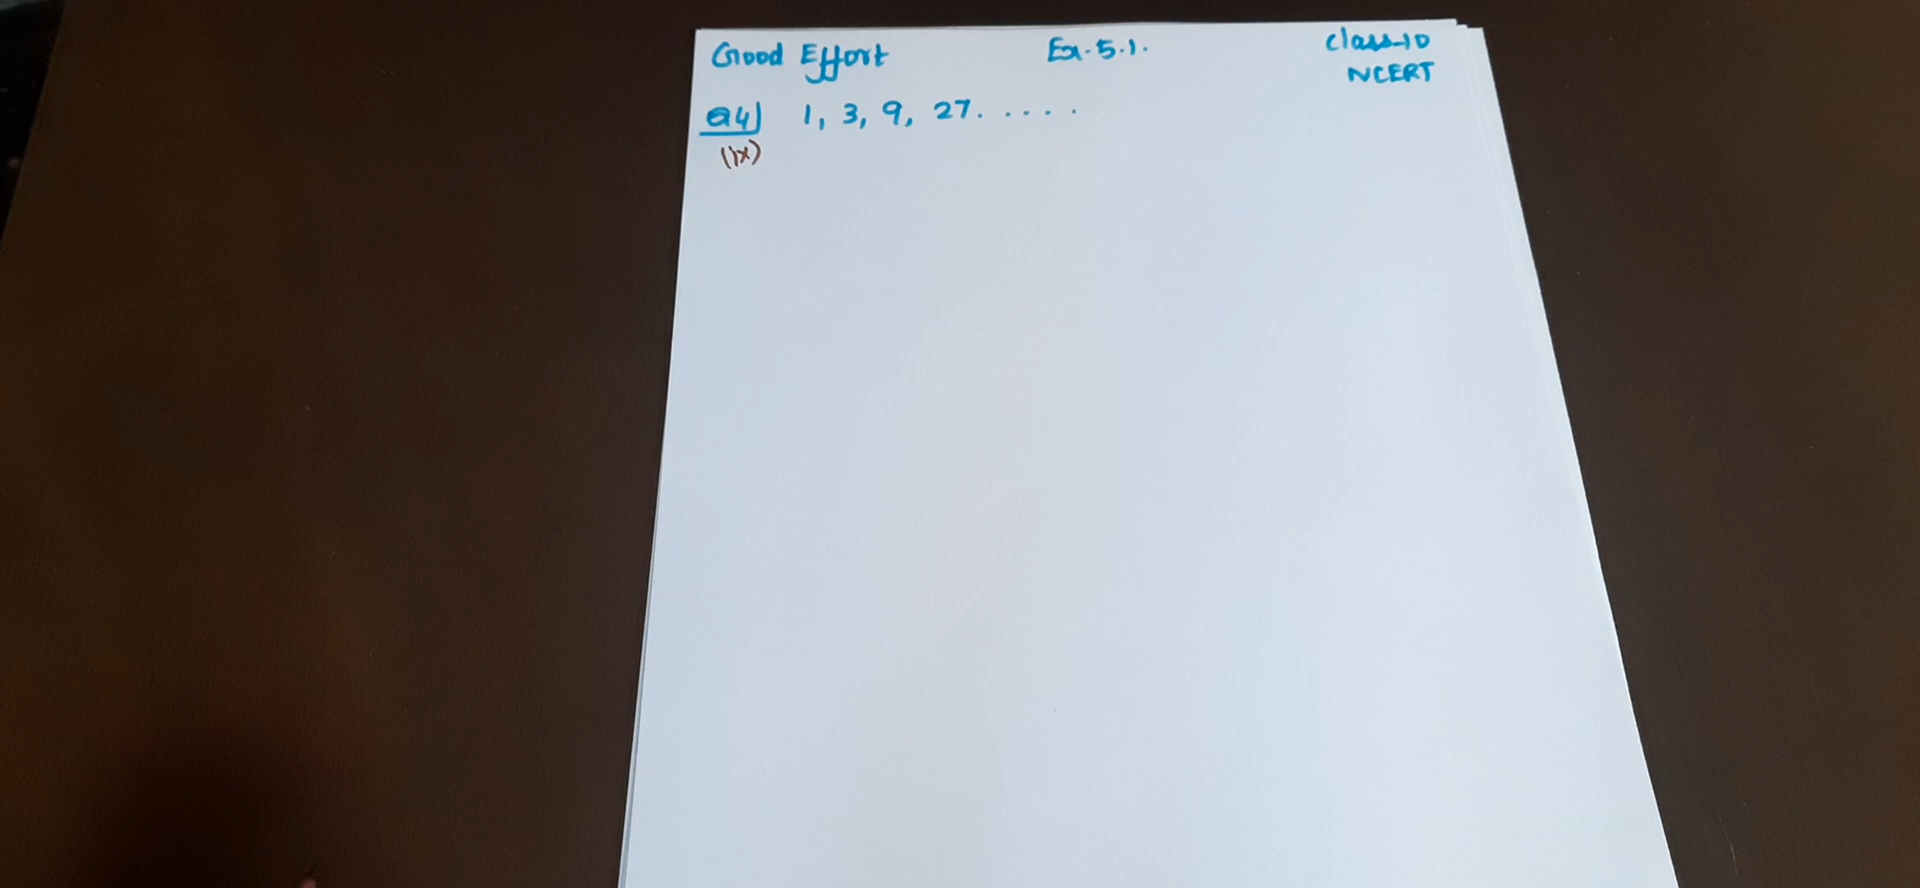 Good Effort Ex. 5.1. Class-10
NCERT
Q4) 1, 3, 9, 27. . . . .
(ix)